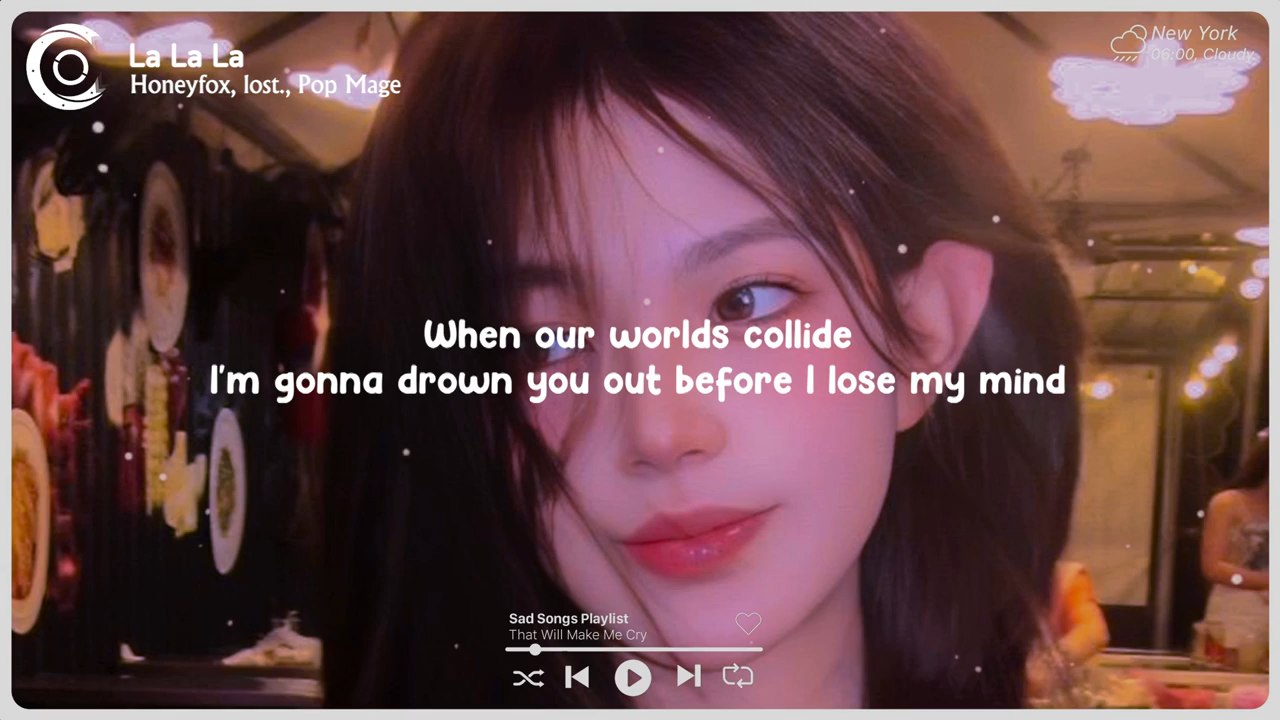 La La La
Honeyfox, lost., Pop Mage
New York
06:00, Cloudy
When our worlds collide
I'm gonna drown you out before I lose my mind
Sad Songs Playlist
That Will Make Me Cry